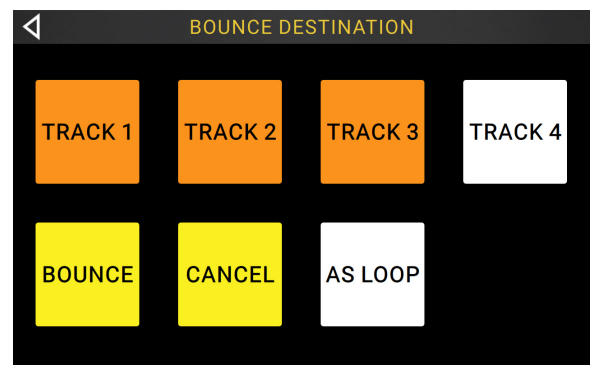 BOUNCE DESTINATION
TRACK 1
TRACK 2
TRACK 3
TRACK 4
BOUNCE
CANCEL
AS LOOP